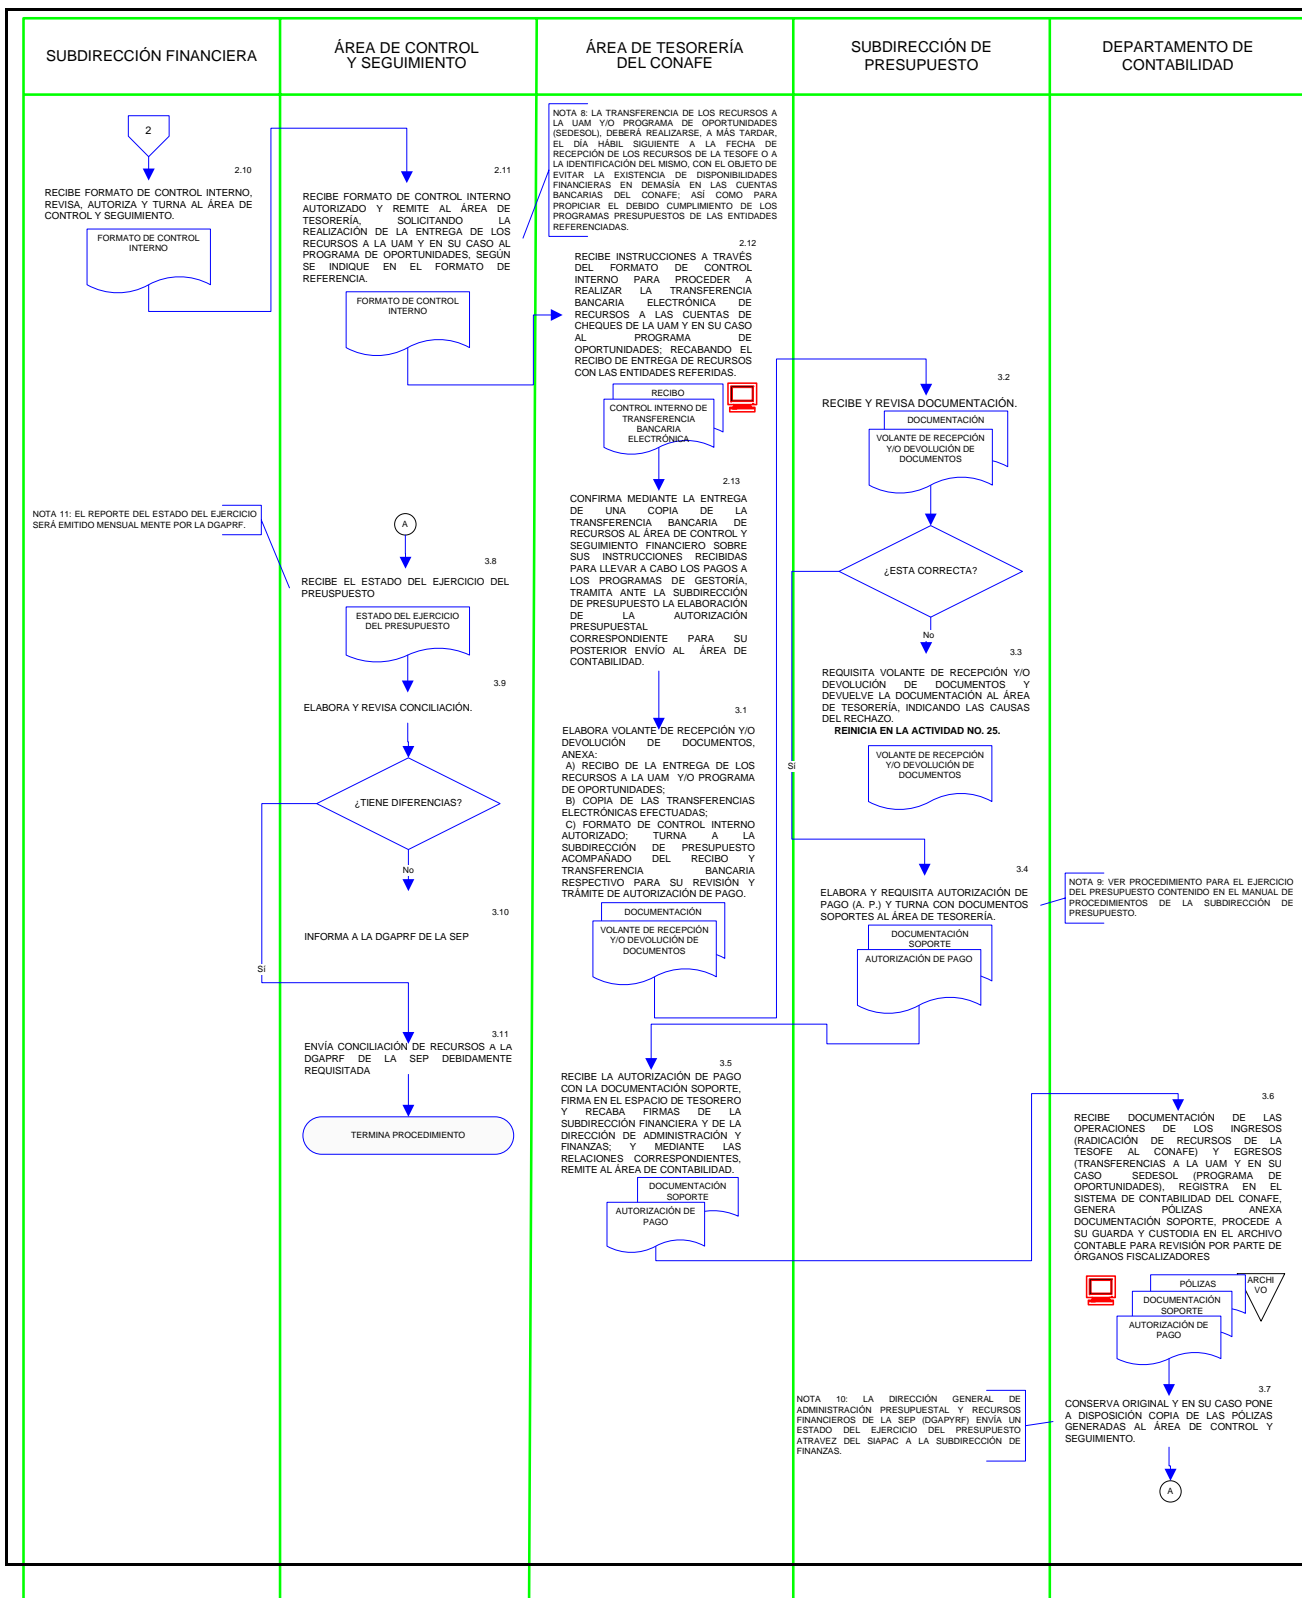 SUBDIRECCIÓN FINANCIERA
ÁREA DE CONTROL
Y SEGUIMIENTO
ÁREA DE TESORERÍA
DEL CONAFE
SUBDIRECCIÓN DE
PRESUPUESTO
DEPARTAMENTO DE
CONTABILIDAD
2
2.10
RECIBE FORMATO DE CONTROL INTERNO,
REVISA, AUTORIZA Y TURNA AL ÁREA DE
CONTROL Y SEGUIMIENTO.
FORMATO DE CONTROL
INTERNO
NOTA 11: EL REPORTE DEL ESTADO DEL EJERCICIO
SERÁ EMITIDO MENSUAL MENTE POR LA DGAPRF.
2.11
RECIBE FORMATO DE CONTROL INTERNO
AUTORIZADO Y REMITE AL ÁREA DE
TESORERÍA, SOLICITANDO LA
REALIZACIÓN DE LA ENTREGA DE LOS
RECURSOS A LA UAM Y EN SU CASO AL
PROGRAMA DE OPORTUNIDADES, SEGÚN
SE INDIQUE EN EL FORMATO DE
REFERENCIA.
FORMATO DE CONTROL
INTERNO
A
3.8
RECIBE EL ESTADO DEL EJERCICIO DEL
PREUSPUESTO
ESTADO DEL EJERCICIO
DEL PRESUPUESTO
3.9
ELABORA Y REVISA CONCILIACIÓN.
¿TIENE DIFERENCIAS?
No
3.10
INFORMA A LA DGAPRF DE LA SEP
Sí
3.11
ENVÍA CONCILIACIÓN DE RECURSOS A LA
DGAPRF DE LA SEP DEBIDAMENTE
REQUISITADA
TERMINA PROCEDIMIENTO
NOTA 8: LA TRANSFERENCIA DE LOS RECURSOS A
LA UAM Y/O PROGRAMA DE OPORTUNIDADES
(SEDESOL), DEBERÁ REALIZARSE, A MÁS TARDAR,
EL DÍA HÁBIL SIGUIENTE A LA FECHA DE
RECEPCIÓN DE LOS RECURSOS DE LA TESOFE O A
LA IDENTIFICACIÓN DEL MISMO, CON EL OBJETO DE
EVITAR LA EXISTENCIA DE DISPONIBILIDADES
FINANCIERAS EN DEMASÍA EN LAS CUENTAS
BANCARIAS DEL CONAFE; ASÍ COMO PARA
PROPICIAR EL DEBIDO CUMPLIMIENTO DE LOS
PROGRAMAS PRESUPUESTOS DE LAS ENTIDADES
REFERENCIADAS.
2.12
RECIBE INSTRUCCIONES A TRAVÉS
DEL FORMATO DE CONTROL
INTERNO PARA PROCEDER A
REALIZAR LA TRANSFERENCIA
BANCARIA ELECTRÓNICA DE
RECURSOS A LAS CUENTAS DE
CHEQUES DE LA UAM Y EN SU CASO
AL PROGRAMA DE
OPORTUNIDADES; RECABANDO EL
RECIBO DE ENTREGA DE RECURSOS
CON LAS ENTIDADES REFERIDAS.
RECIBO
CONTROL INTERNO DE
TRANSFERENCIA
BANCARIA
ELECTRÓNICA
2.13
CONFIRMA MEDIANTE LA ENTREGA
DE UNA COPIA DE LA
TRANSFERENCIA BANCARIA DE
RECURSOS AL ÁREA DE CONTROL Y
SEGUIMIENTO FINANCIERO SOBRE
SUS INSTRUCCIONES RECIBIDAS
PARA LLEVAR A CABO LOS PAGOS A
LOS PROGRAMAS DE GESTORÍA,
TRAMITA ANTE LA SUBDIRECCIÓN
DE PRESUPUESTO LA ELABORACIÓN
DE LA AUTORIZACIÓN
PRESUPUESTAL
CORRESPONDIENTE PARA SU
POSTERIOR ENVÍO AL ÁREA DE
CONTABILIDAD.
3.1
ELABORA VOLANTE DE RECEPCIÓN Y/O
DEVOLUCIÓN DE DOCUMENTOS,
ANEXA:
A) RECIBO DE LA ENTREGA DE LOS
RECURSOS A LA UAM Y/O PROGRAMA
DE OPORTUNIDADES;
B) COPIA DE LAS TRANSFERENCIAS
ELECTRÓNICAS EFECTUADAS;
C) FORMATO DE CONTROL INTERNO
AUTORIZADO; TURNA A LA
SUBDIRECCIÓN DE PRESUPUESTO
ACOMPAÑADO DEL RECIBO Y
TRANSFERENCIA BANCARIA
RESPECTIVO PARA SU REVISIÓN Y
TRÁMITE DE AUTORIZACIÓN DE PAGO.
DOCUMENTACIÓN
VOLANTE DE RECEPCIÓN
Y/O DEVOLUCIÓN DE
DOCUMENTOS
3.5
RECIBE LA AUTORIZACIÓN DE PAGO
CON LA DOCUMENTACIÓN SOPORTE,
FIRMA EN EL ESPACIO DE TESORERO
Y RECABA FIRMAS DE LA
SUBDIRECCIÓN FINANCIERA Y DE LA
DIRECCIÓN DE ADMINISTRACIÓN Y
FINANZAS; Y MEDIANTE LAS
RELACIONES CORRESPONDIENTES,
REMITE AL ÁREA DE CONTABILIDAD.
DOCUMENTACIÓN
SOPORTE
AUTORIZACIÓN DE
PAGO
3.2
RECIBE Y REVISA DOCUMENTACIÓN.
DOCUMENTACIÓN
VOLANTE DE RECEPCIÓN
Y/O DEVOLUCIÓN DE
DOCUMENTOS
¿ESTA CORRECTA?
No
3.3
REQUISITA VOLANTE DE RECEPCIÓN Y/O
DEVOLUCIÓN DE DOCUMENTOS Y
DEVUELVE LA DOCUMENTACIÓN AL ÁREA
DE TESORERÍA, INDICANDO LAS CAUSAS
DEL RECHAZO.
REINICIA EN LA ACTIVIDAD NO. 25.
VOLANTE DE RECEPCIÓN
Y/O DEVOLUCIÓN DE
DOCUMENTOS
Sí
3.4
ELABORA Y REQUISITA AUTORIZACIÓN DE
PAGO (A. P.) Y TURNA CON DOCUMENTOS
SOPORTES AL ÁREA DE TESORERÍA.
DOCUMENTACIÓN
SOPORTE
AUTORIZACIÓN DE PAGO
NOTA 10: LA DIRECCIÓN GENERAL DE
ADMINISTRACIÓN PRESUPUESTAL Y RECURSOS
FINANCIEROS DE LA SEP (DGAPYRF) ENVÍA UN
ESTADO DEL EJERCICIO DEL PRESUPUESTO
ATRAVEZ DEL SIAPAC A LA SUBDIRECCIÓN DE
FINANZAS.
NOTA 9: VER PROCEDIMIENTO PARA EL EJERCICIO
DEL PRESUPUESTO CONTENIDO EN EL MANUAL DE
PROCEDIMIENTOS DE LA SUBDIRECCIÓN DE
PRESUPUESTO.
3.6
RECIBE DOCUMENTACIÓN DE LAS
OPERACIONES DE LOS INGRESOS
(RADICACIÓN DE RECURSOS DE LA
TESOFE AL CONAFE) Y EGRESOS
(TRANSFERENCIAS A LA UAM Y EN SU
CASO SEDESOL (PROGRAMA DE
OPORTUNIDADES), REGISTRA EN EL
SISTEMA DE CONTABILIDAD DEL CONAFE,
GENERA PÓLIZAS ANEXA
DOCUMENTACIÓN SOPORTE, PROCEDE A
SU GUARDA Y CUSTODIA EN EL ARCHIVO
CONTABLE PARA REVISIÓN POR PARTE DE
ÓRGANOS FISCALIZADORES
PÓLIZAS
DOCUMENTACIÓN
SOPORTE
AUTORIZACIÓN DE
PAGO
ARCHI
VO
3.7
CONSERVA ORIGINAL Y EN SU CASO PONE
A DISPOSICIÓN COPIA DE LAS PÓLIZAS
GENERADAS AL ÁREA DE CONTROL Y
SEGUIMIENTO.
A